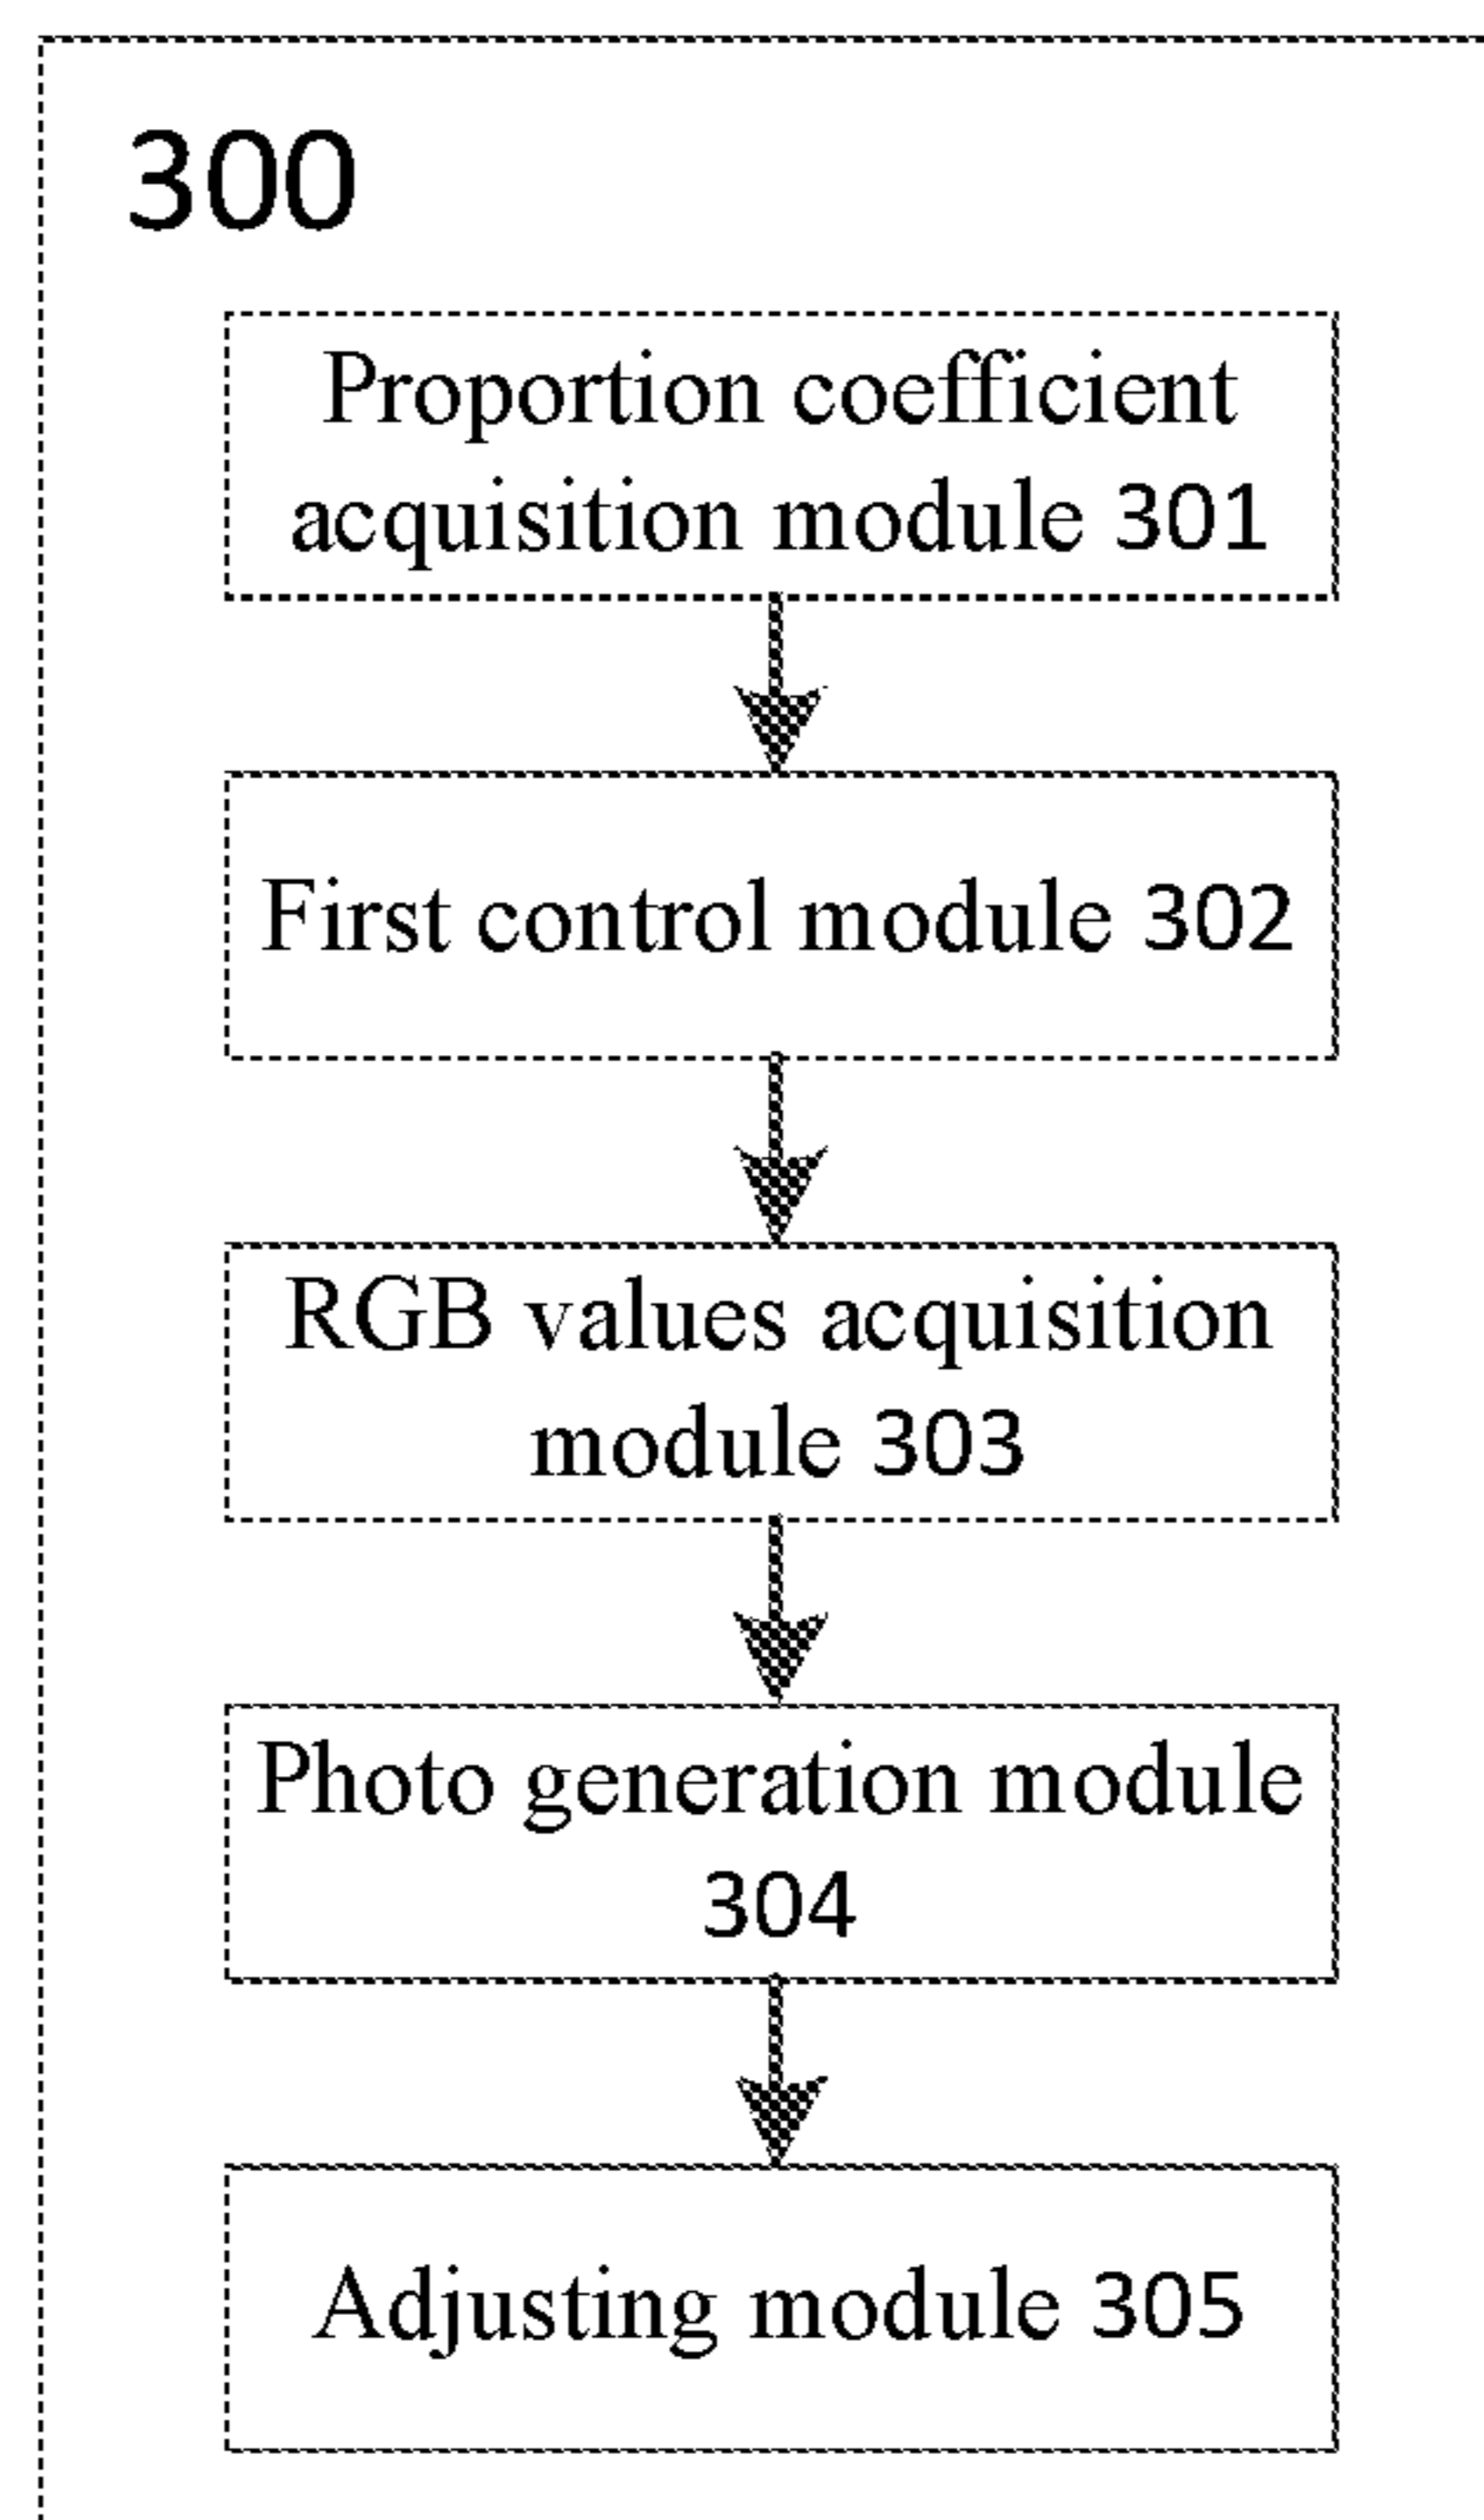 300
Proportion coefficient
acquisition module 301
First control module 302
RGB values acquisition
module 303
Photo generation module
304
Adjusting module 305